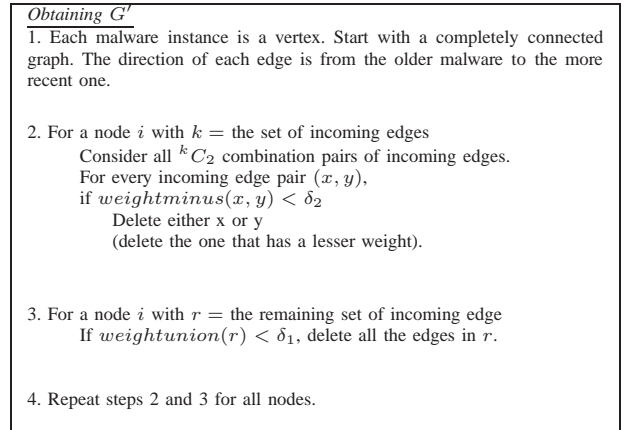 Obtaining G′
1. Each malware instance is a vertex. Start with a completely connected
graph. The direction of each edge is from the older malware to the more
recent one.
2. For a node i with k = the set of incoming edges
Consider all ᵏC₂ combination pairs of incoming edges.
For every incoming edge pair (x, y),
if weightminus(x, y) < δ₂
Delete either x or y
(delete the one that has a lesser weight).
3. For a node i with r = the remaining set of incoming edge
If weightunion(r) < δ₁, delete all the edges in r.
4. Repeat steps 2 and 3 for all nodes.